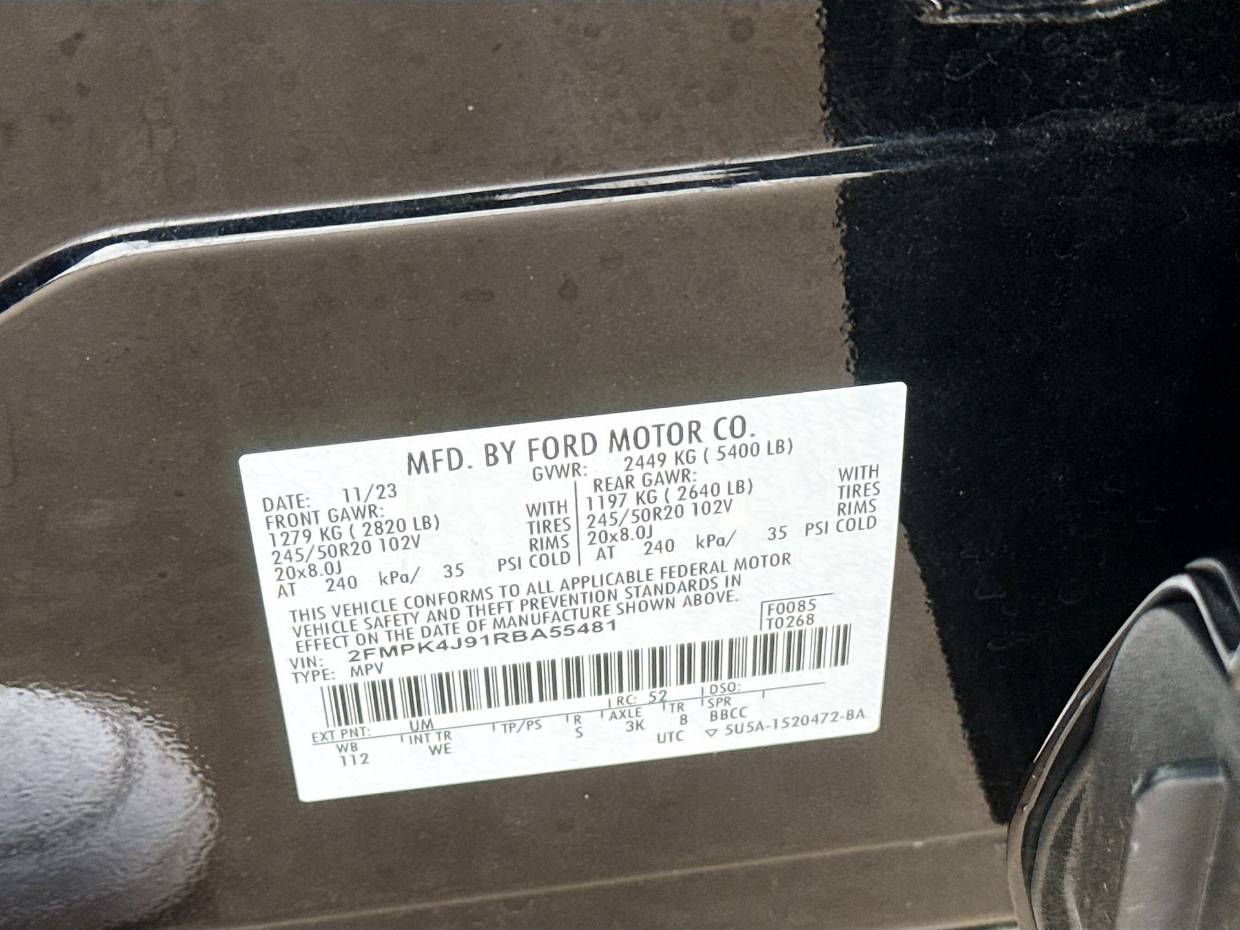 MFD. BY FORD MOTOR CO.
DATE: 11/23 GVWR: 2449 KG ( 5400 LB)
FRONT GAWR: REAR GAWR:
1279 KG ( 2820 LB) WITH 1197 KG ( 2640 LB) WITH
245/50R20 102V TIRES 245/50R20 102V TIRES
20x8.0J RIMS 20x8.0J RIMS
AT 240 kPa/ 35 PSI COLD AT 240 kPa/ 35 PSI COLD
THIS VEHICLE CONFORMS TO ALL APPLICABLE FEDERAL MOTOR
VEHICLE SAFETY AND THEFT PREVENTION STANDARDS IN
EFFECT ON THE DATE OF MANUFACTURE SHOWN ABOVE.
VIN: 2FMPK4J91RBA55481 F0085
TYPE: MPV T0268
EXT PNT: UM RC: 52 DSO:
WB INT TR TP/PS R AXLE TR SPR
112 WE S 3K 8 BBCC
UTC ▽ 5U5A-1520472-BA